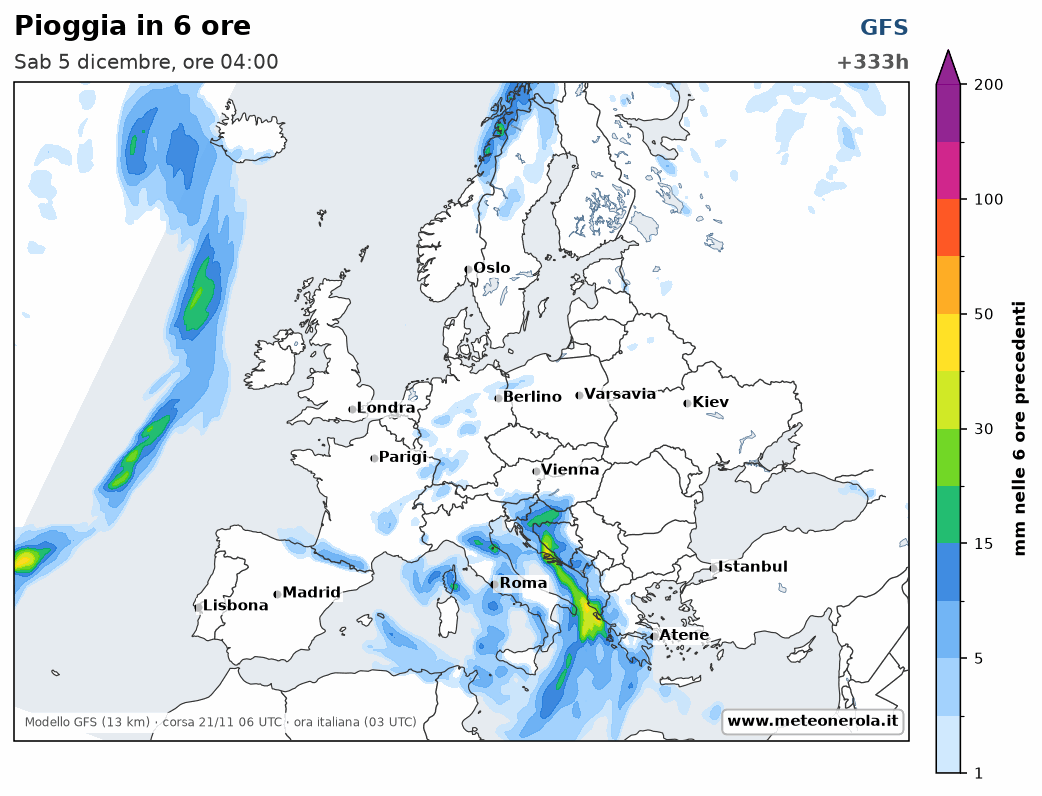 Pioggia in 6 ore
GFS
Sab 5 dicembre, ore 04:00
+333h
200
100
50
30
15
5
1
mm nelle 6 ore precedenti
Oslo
Berlino
Varsavia
Kiev
Londra
Parigi
Vienna
Istanbul
Roma
Madrid
Lisbona
Atene
Modello GFS (13 km) · corsa 21/11 06 UTC · ora italiana (03 UTC)
www.meteonerola.it